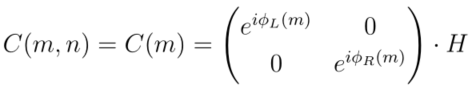 C(m, n) = C(m) = \begin{pmatrix} e^{i\phi_L(m)} & 0 \\ 0 & e^{i\phi_R(m)} \end{pmatrix} \cdot H